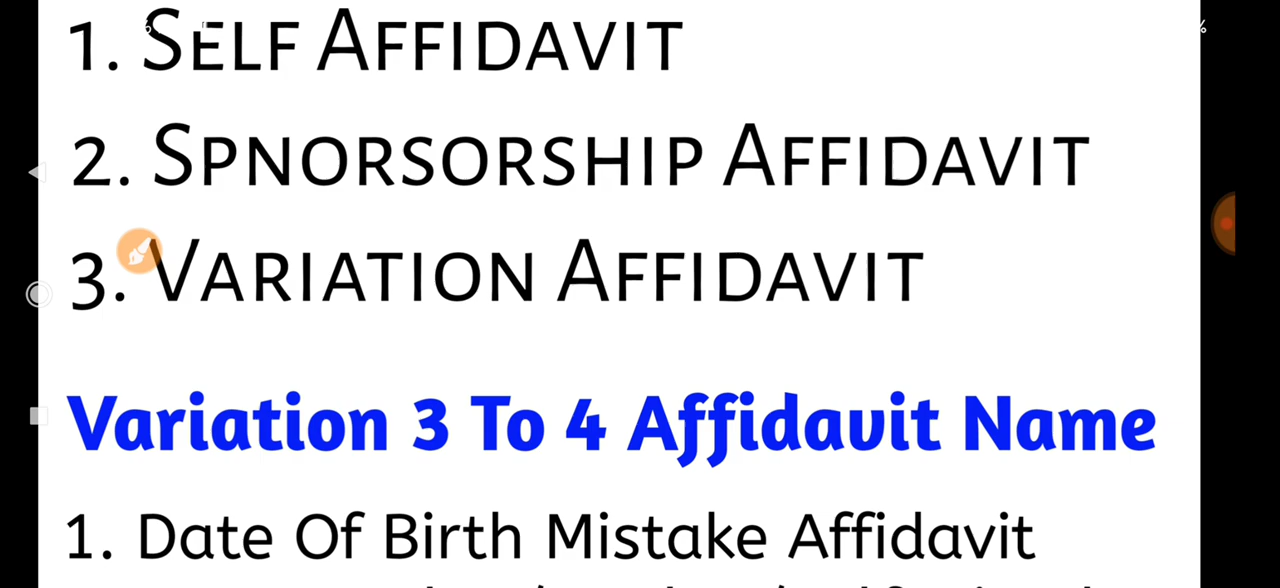 1. Self Affidavit
2. Spnorsorship Affidavit
3. Variation Affidavit
Variation 3 To 4 Affidavit Name
1. Date Of Birth Mistake Affidavit